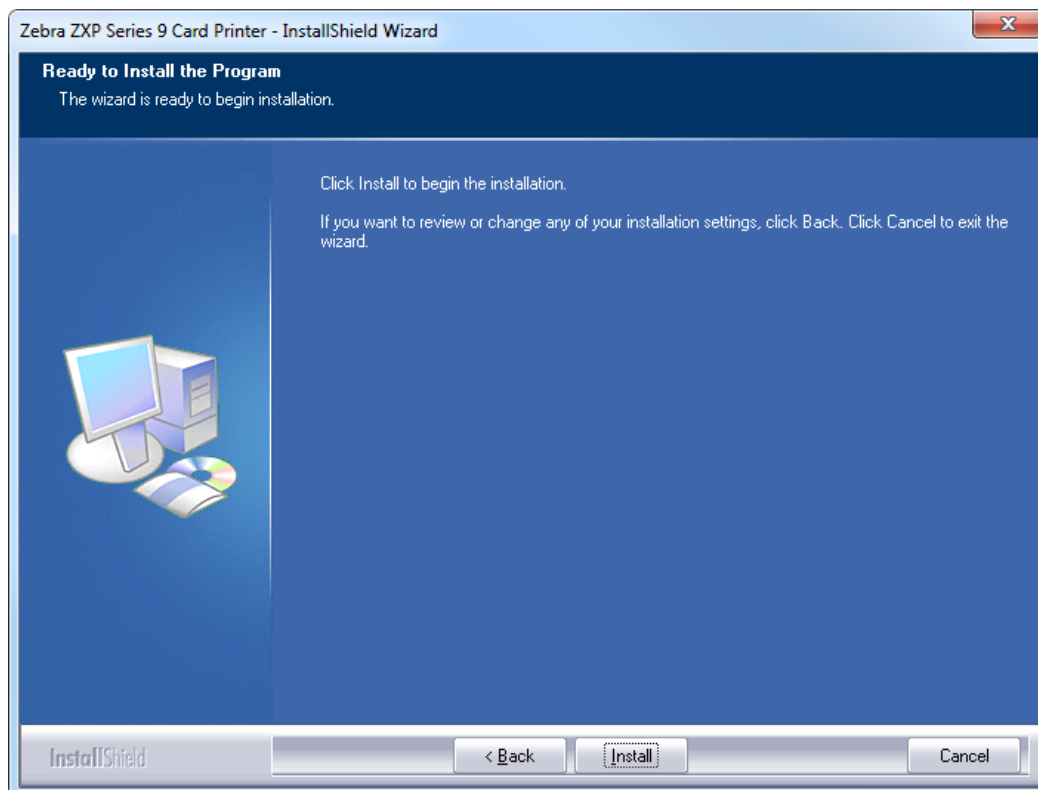 Zebra ZXP Series 9 Card Printer - InstallShield Wizard
X
Ready to Install the Program
The wizard is ready to begin installation.
Click Install to begin the installation.
If you want to review or change any of your installation settings, click Back. Click Cancel to exit the
wizard.
InstallShield
< Back
Install
Cancel